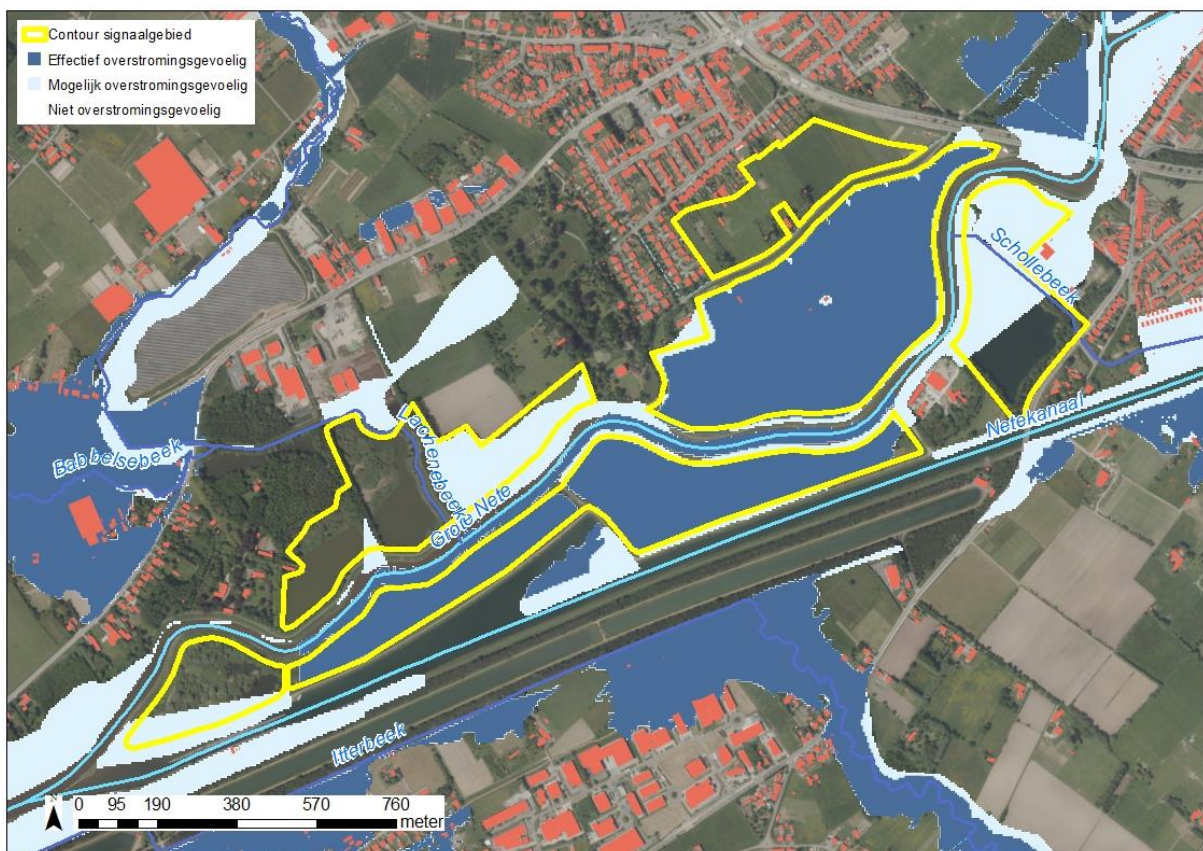 Contour signaalgebied
Effectief overstromingsgevoelig
Mogelijk overstromingsgevoelig
Niet overstromingsgevoelig
Schollebeek
Netekanaal
Lachenebeek
Babbelsebeek
Grote Nete
Itterbeek
N
0 95 190 380 570 760
meter